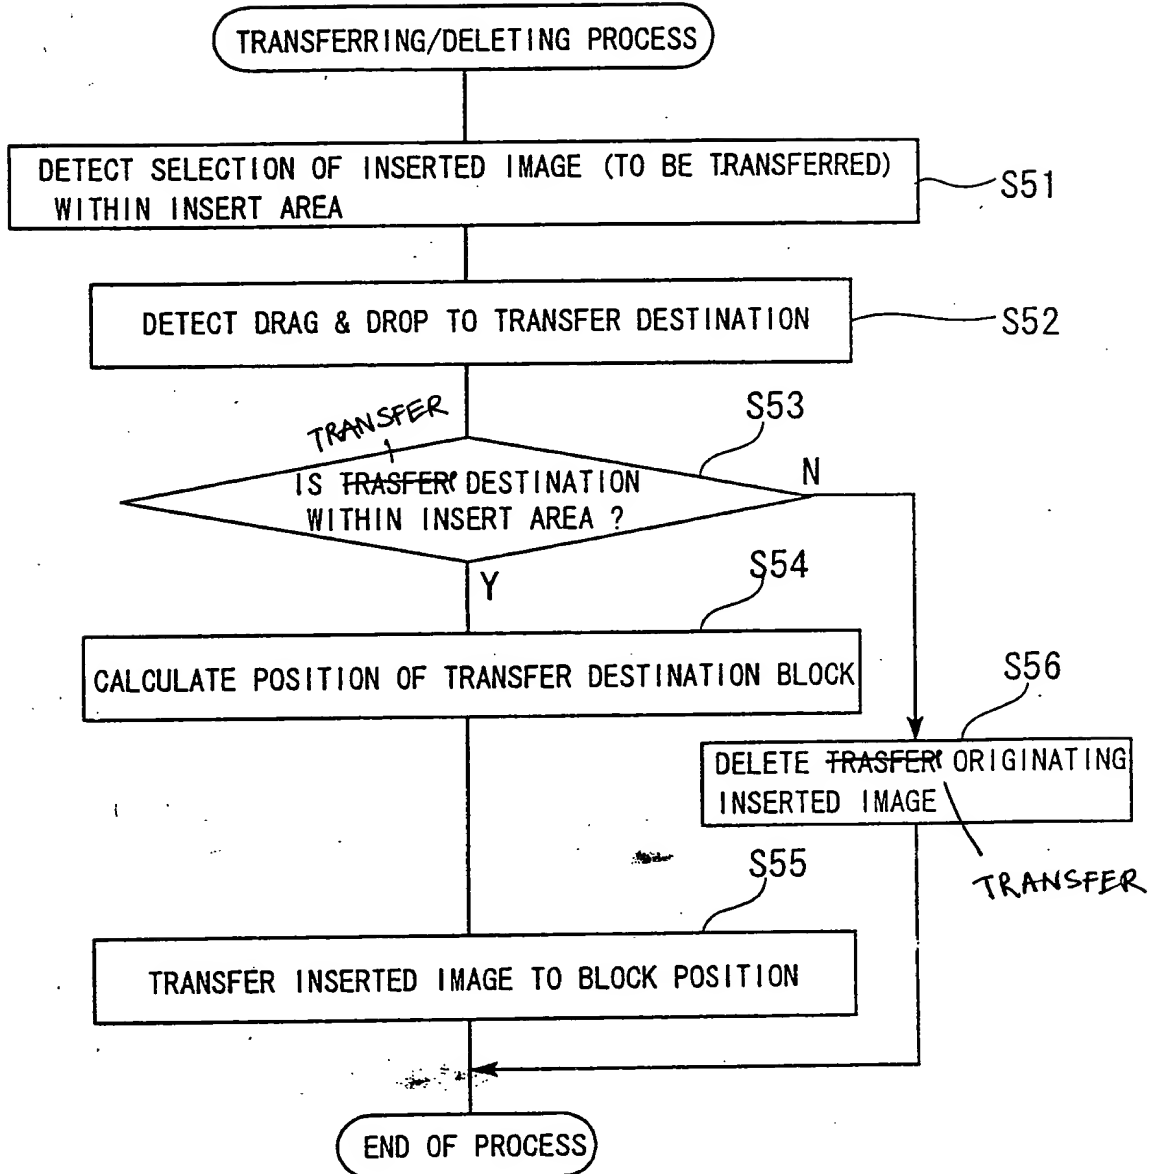 TRANSFERRING/DELETING PROCESS
DETECT SELECTION OF INSERTED IMAGE (TO BE TRANSFERRED)
WITHIN INSERT AREA
S51
DETECT DRAG & DROP TO TRANSFER DESTINATION
S52
TRANSFER
S53
IS TRASFER DESTINATION
WITHIN INSERT AREA ?
N
Y
S54
CALCULATE POSITION OF TRANSFER DESTINATION BLOCK
S56
DELETE TRASFER ORIGINATING
INSERTED IMAGE
TRANSFER
S55
TRANSFER INSERTED IMAGE TO BLOCK POSITION
END OF PROCESS